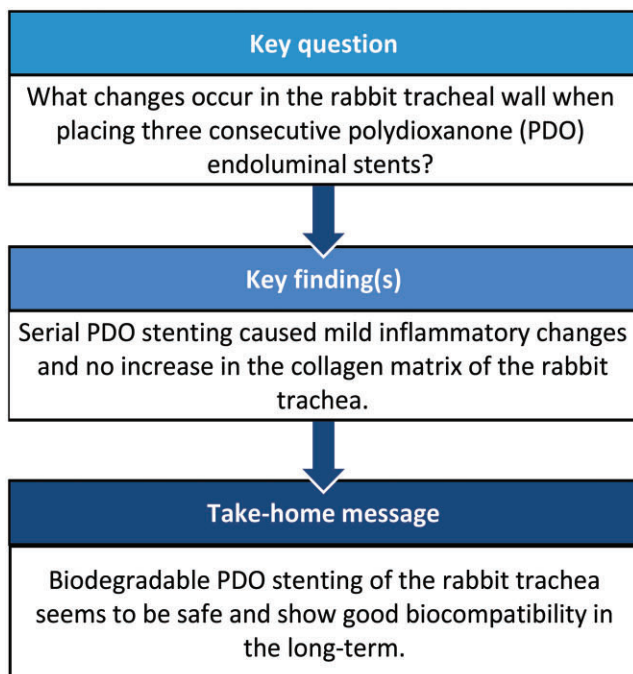 Key question
What changes occur in the rabbit tracheal wall when
placing three consecutive polydioxanone (PDO)
endoluminal stents?
Key finding(s)
Serial PDO stenting caused mild inflammatory changes
and no increase in the collagen matrix of the rabbit
trachea.
Take-home message
Biodegradable PDO stenting of the rabbit trachea
seems to be safe and show good biocompatibility in
the long-term.